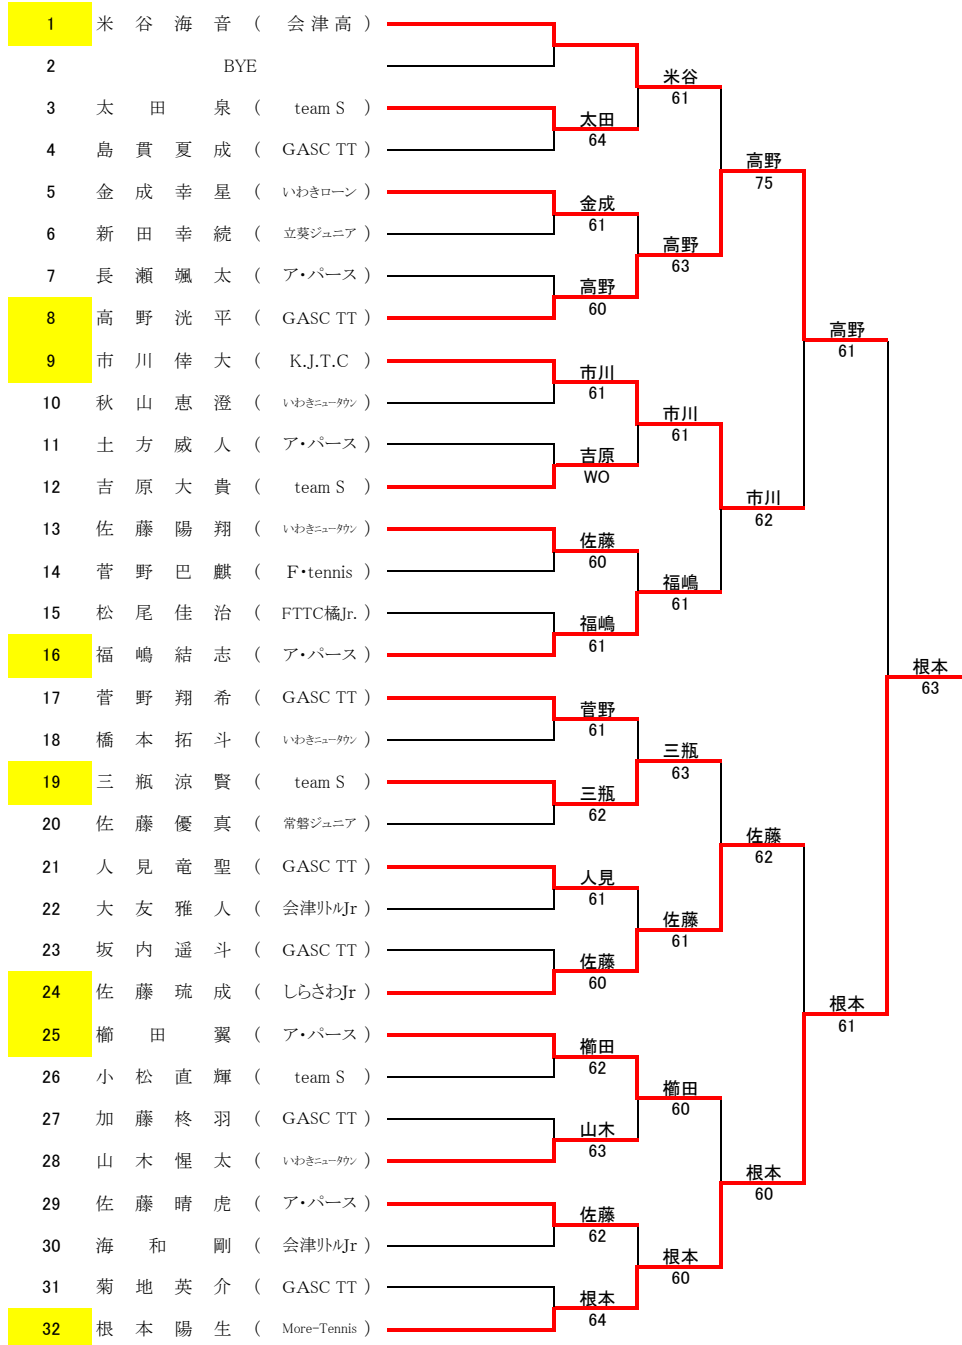 1 米谷海音 ( 会津高 )
2 BYE
米谷
61
3 太田 泉 ( team S )
太田
64
4 島貫夏成 ( GASC TT )
高野
75
5 金成幸星 ( いわきローン )
金成
61
6 新田幸続 ( 立葵ジュニア )
高野
63
7 長瀬颯太 ( ア・パース )
高野
60
8 高野洸平 ( GASC TT )
高野
61
9 市川倖大 ( K.J.T.C )
市川
61
10 秋山恵澄 ( いわきニュータウン )
市川
61
11 土方威人 ( ア・パース )
吉原
WO
12 吉原大貴 ( team S )
市川
62
13 佐藤陽翔 ( いわきニュータウン )
佐藤
60
14 菅野巴麒 ( F・tennis )
福嶋
61
15 松尾佳治 ( FTTC橘Jr. )
福嶋
61
16 福嶋結志 ( ア・パース )
根本
63
17 菅野翔希 ( GASC TT )
菅野
61
18 橋本拓斗 ( いわきニュータウン )
三瓶
63
19 三瓶涼賢 ( team S )
三瓶
62
20 佐藤優真 ( 常磐ジュニア )
佐藤
62
21 人見竜聖 ( GASC TT )
人見
61
22 大友雅人 ( 会津リトルJr )
佐藤
61
23 坂内遥斗 ( GASC TT )
佐藤
60
24 佐藤琉成 ( しらさわJr )
根本
61
25 櫛田 翼 ( ア・パース )
櫛田
62
26 小松直輝 ( team S )
櫛田
60
27 加藤柊羽 ( GASC TT )
山木
63
28 山木惺太 ( いわきニュータウン )
根本
60
29 佐藤晴虎 ( ア・パース )
佐藤
62
30 海和 剛 ( 会津リトルJr )
根本
60
31 菊地英介 ( GASC TT )
根本
64
32 根本陽生 ( More-Tennis )